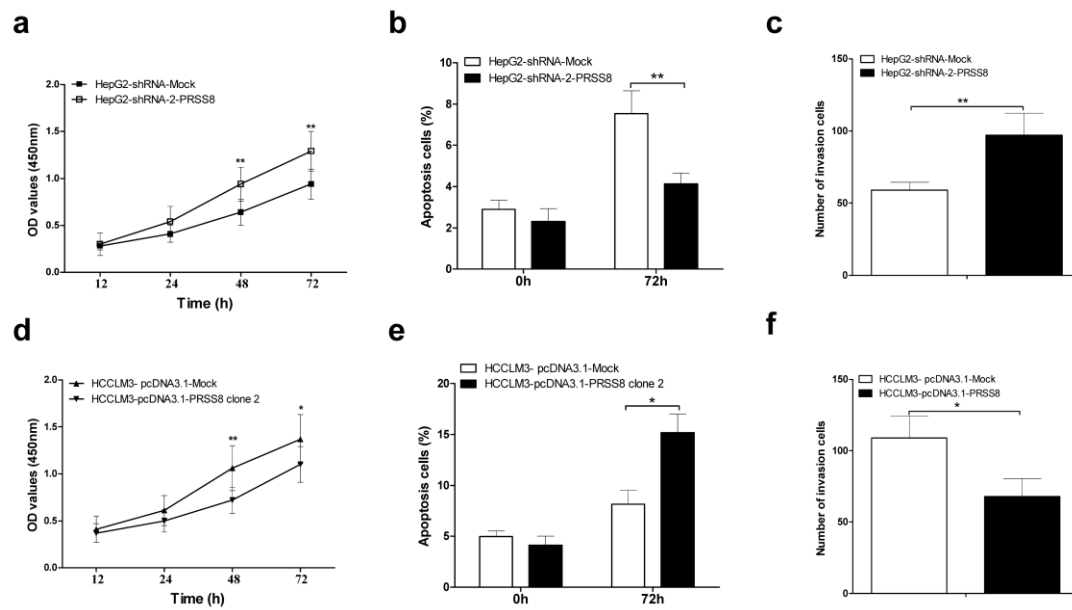 a
HepG2-shRNA-Mock
HepG2-shRNA-2-PRSS8
OD values (450nm)
2.0
1.5
1.0
0.5
0.0
**
**
12 24 48 72
Time (h)
b
HepG2-shRNA-Mock
HepG2-shRNA-2-PRSS8
Apoptosis cells (%)
10
8
6
4
2
0
**
0h 72h
c
HepG2-shRNA-Mock
HepG2-shRNA-2-PRSS8
Number of invasion cells
150
100
50
0
**
d
HCCLM3- pcDNA3.1-Mock
HCCLM3-pcDNA3.1-PRSS8 clone 2
OD values (450nm)
2.0
1.5
1.0
0.5
0.0
**
*
12 24 48 72
Time (h)
e
HCCLM3- pcDNA3.1-Mock
HCCLM3-pcDNA3.1-PRSS8 clone 2
Apoptosis cells (%)
20
15
10
5
0
*
0h 72h
f
HCCLM3- pcDNA3.1-Mock
HCCLM3-pcDNA3.1-PRSS8
Number of invasion cells
150
100
50
0
*